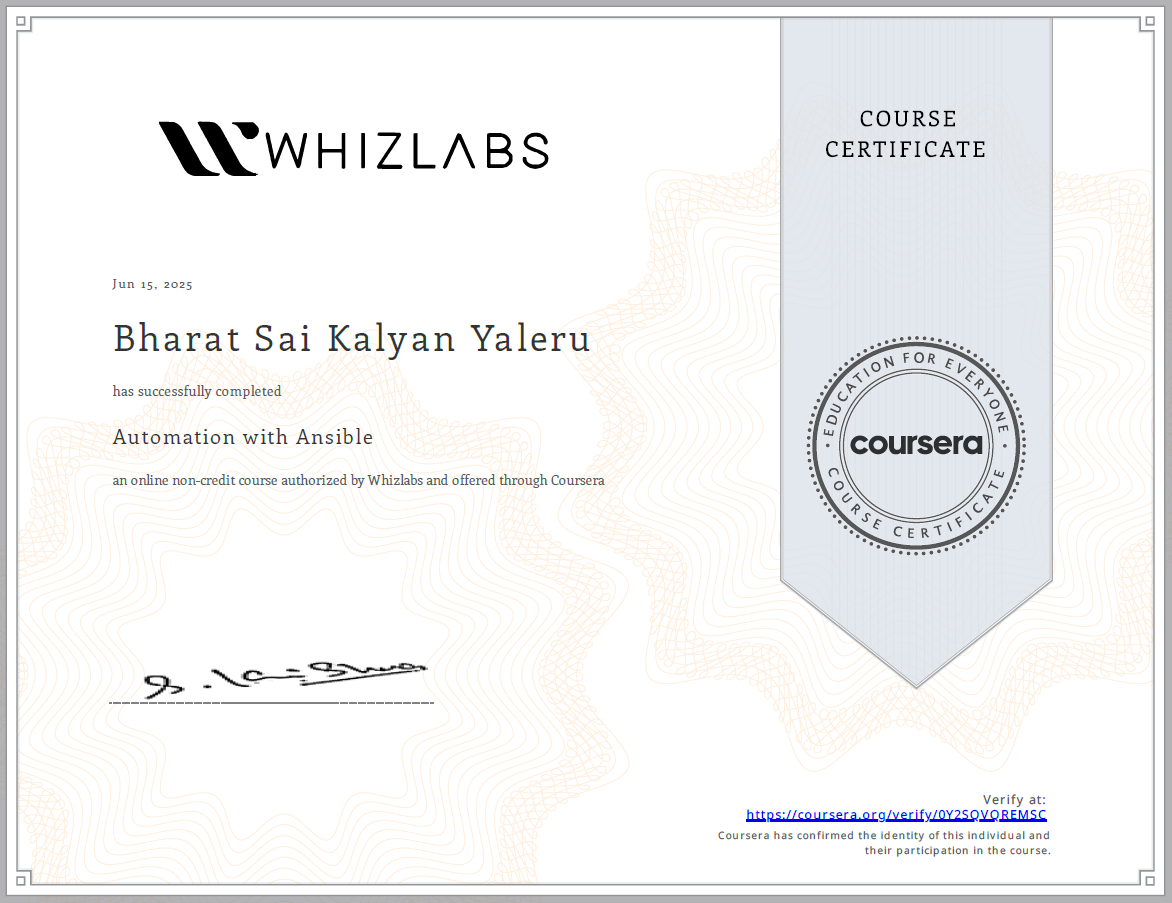 WHIZLABS
COURSE
CERTIFICATE
Jun 15, 2025
Bharat Sai Kalyan Yaleru
has successfully completed
Automation with Ansible
an online non-credit course authorized by Whizlabs and offered through Coursera
EDUCATION FOR EVERYONE
coursera
COURSE CERTIFICATE
Verify at:
https://coursera.org/verify/0Y2SQVQREMSC
Coursera has confirmed the identity of this individual and
their participation in the course.